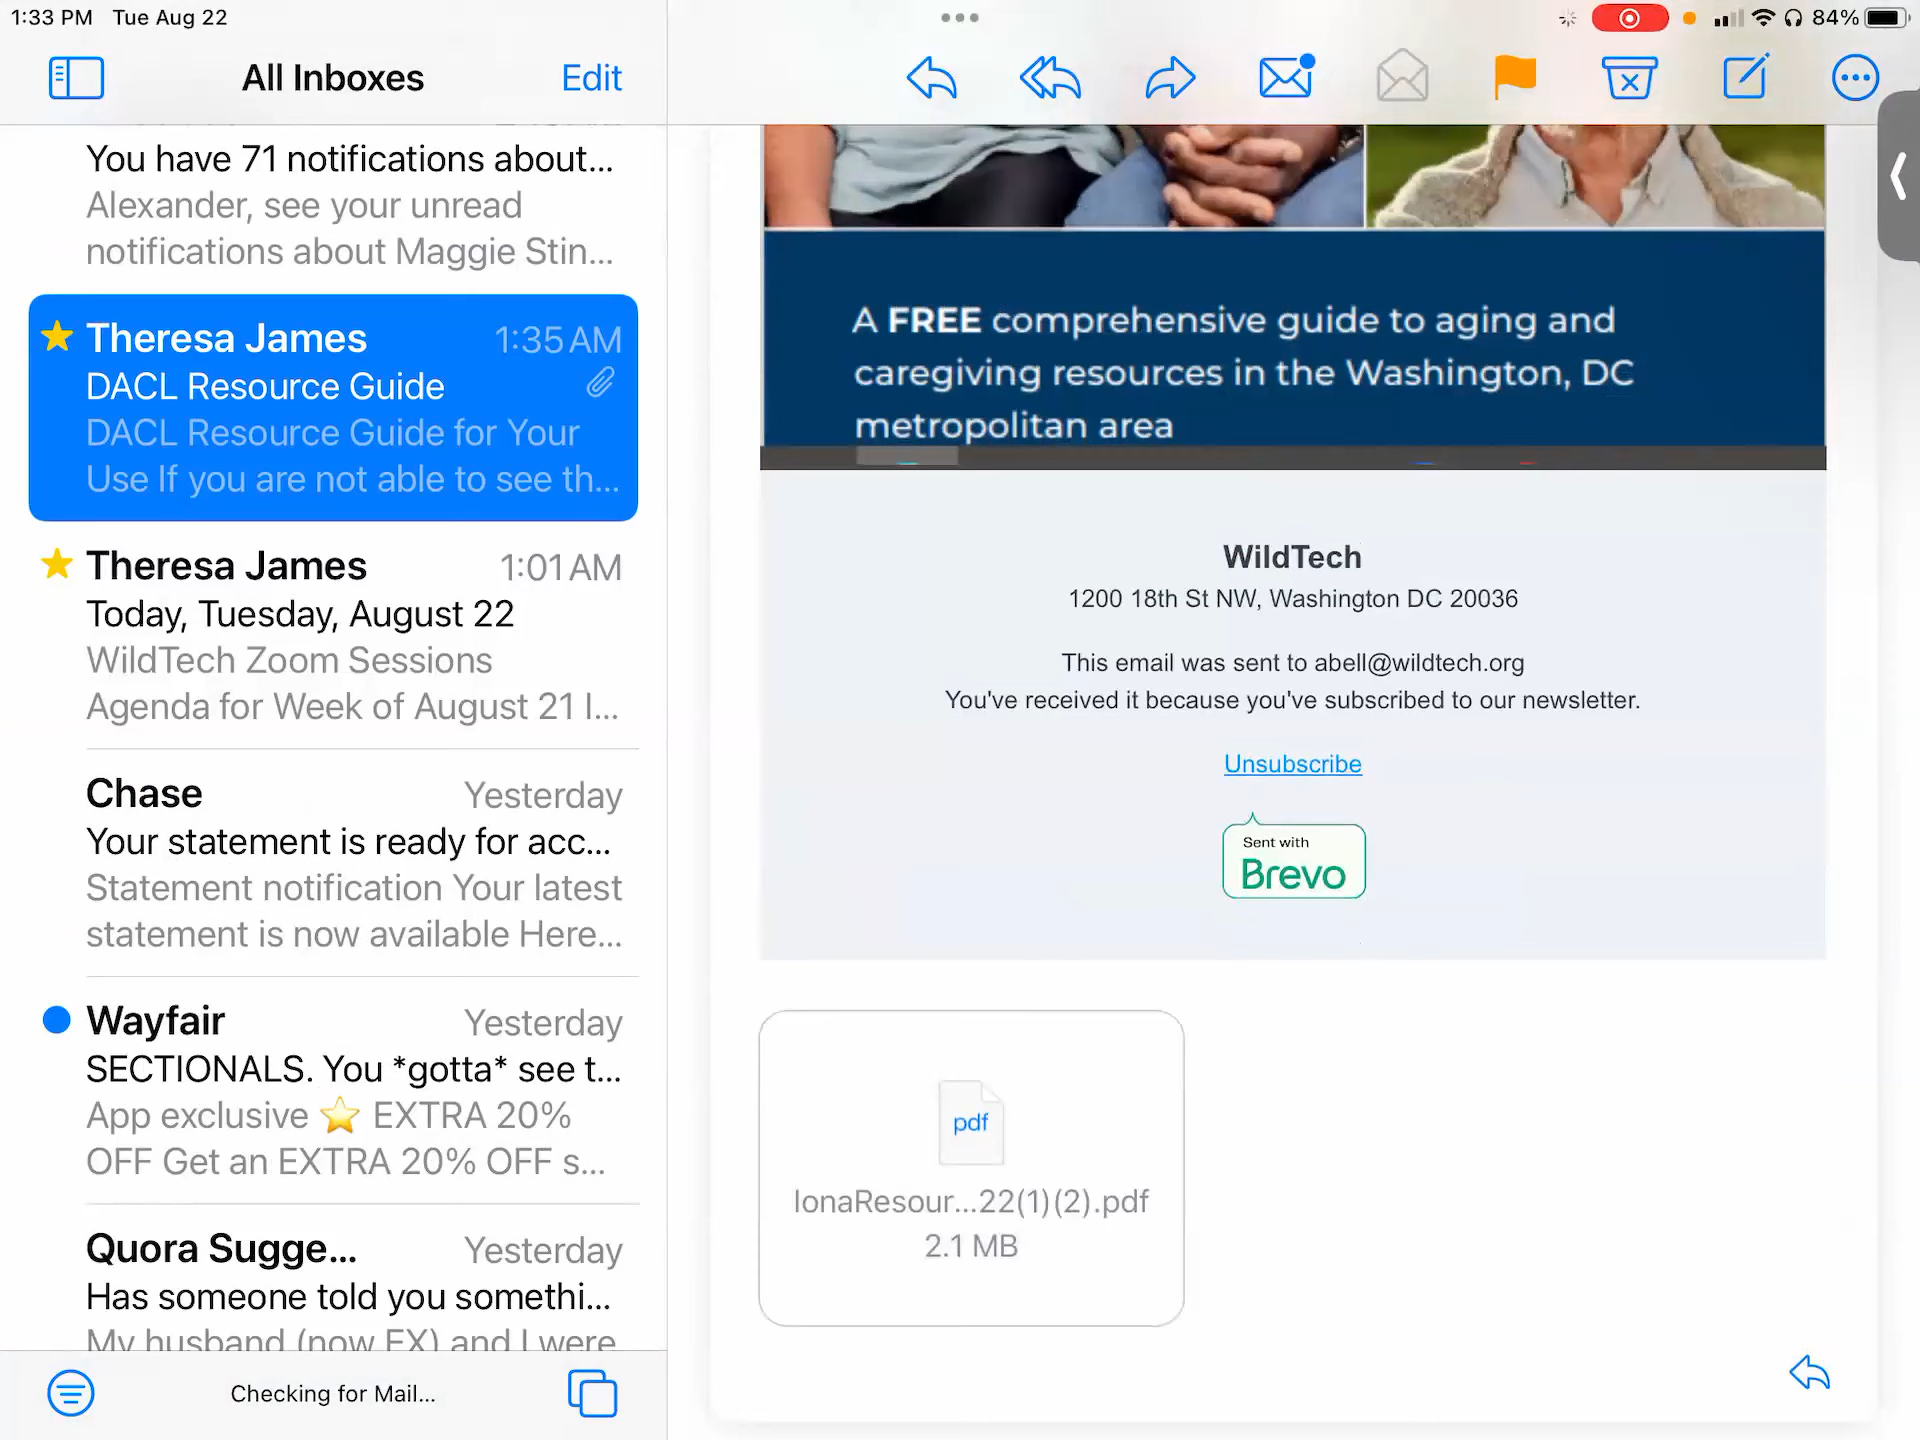 1:33 PM Tue Aug 22
84%
All Inboxes
Edit
You have 71 notifications about...
Alexander, see your unread
notifications about Maggie Stin...
Theresa James 1:35 AM
DACL Resource Guide
DACL Resource Guide for Your
Use If you are not able to see th...
Theresa James 1:01 AM
Today, Tuesday, August 22
WildTech Zoom Sessions
Agenda for Week of August 21 I...
Chase Yesterday
Your statement is ready for acc...
Statement notification Your latest
statement is now available Here...
Wayfair Yesterday
SECTIONALS. You *gotta* see t...
App exclusive ⭐ EXTRA 20%
OFF Get an EXTRA 20% OFF s...
Quora Sugge... Yesterday
Has someone told you somethi...
My husband (now EX) and I were
Checking for Mail...
A FREE comprehensive guide to aging and
caregiving resources in the Washington, DC
metropolitan area
WildTech
1200 18th St NW, Washington DC 20036
This email was sent to abell@wildtech.org
You've received it because you've subscribed to our newsletter.
Unsubscribe
Sent with
Brevo
pdf
IonaResour...22(1)(2).pdf
2.1 MB